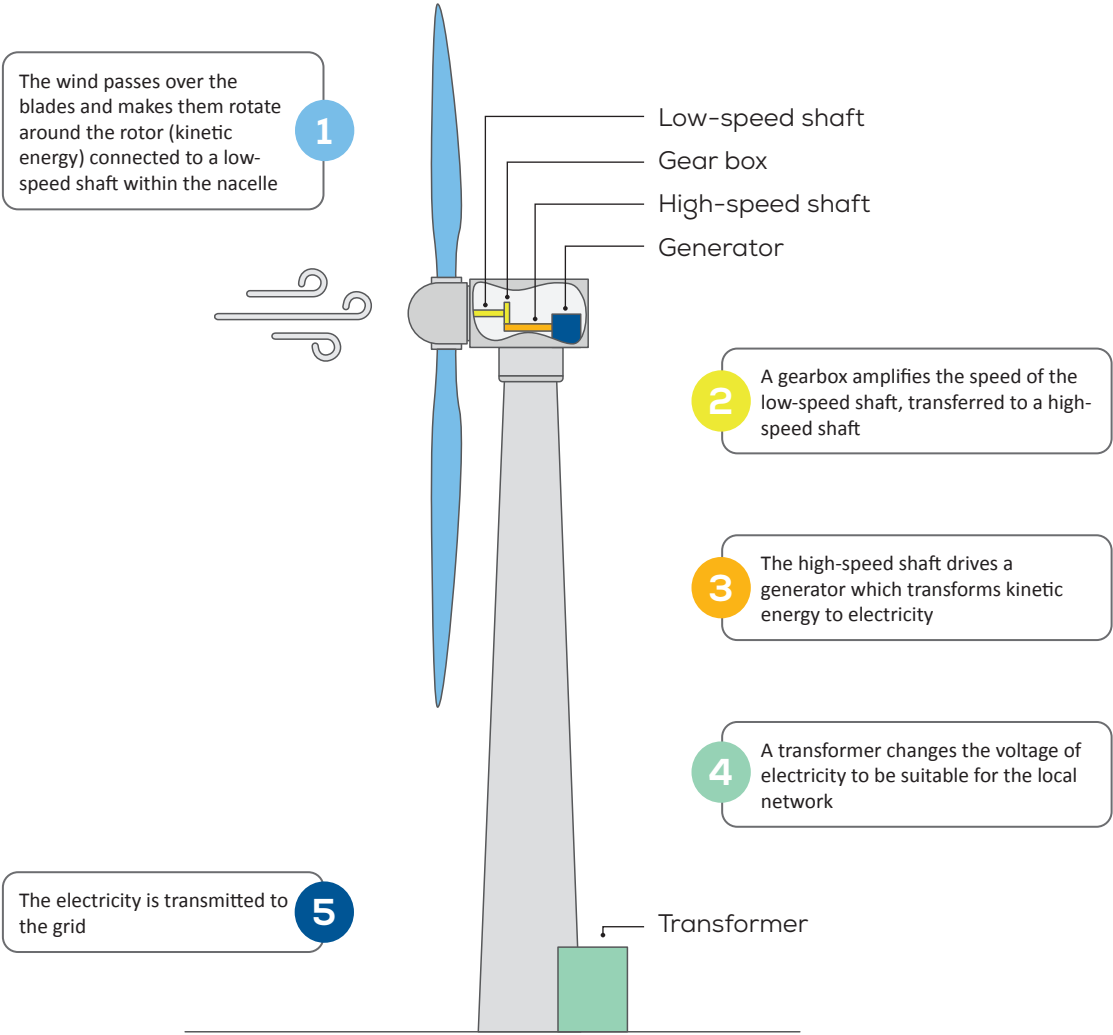 The wind passes over the
blades and makes them rotate
around the rotor (kinetic
energy) connected to a low-
speed shaft within the nacelle
1
Low-speed shaft
Gear box
High-speed shaft
Generator
2
A gearbox amplifies the speed of the
low-speed shaft, transferred to a high-
speed shaft
3
The high-speed shaft drives a
generator which transforms kinetic
energy to electricity
4
A transformer changes the voltage of
electricity to be suitable for the local
network
The electricity is transmitted to
the grid
5
Transformer